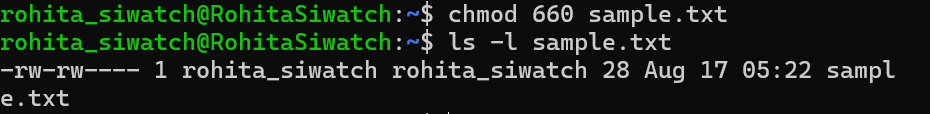 rohita_siwatch@RohitaSiwatch:~$ chmod 660 sample.txt
rohita_siwatch@RohitaSiwatch:~$ ls -l sample.txt
-rw-rw---- 1 rohita_siwatch rohita_siwatch 28 Aug 17 05:22 sampl
e.txt